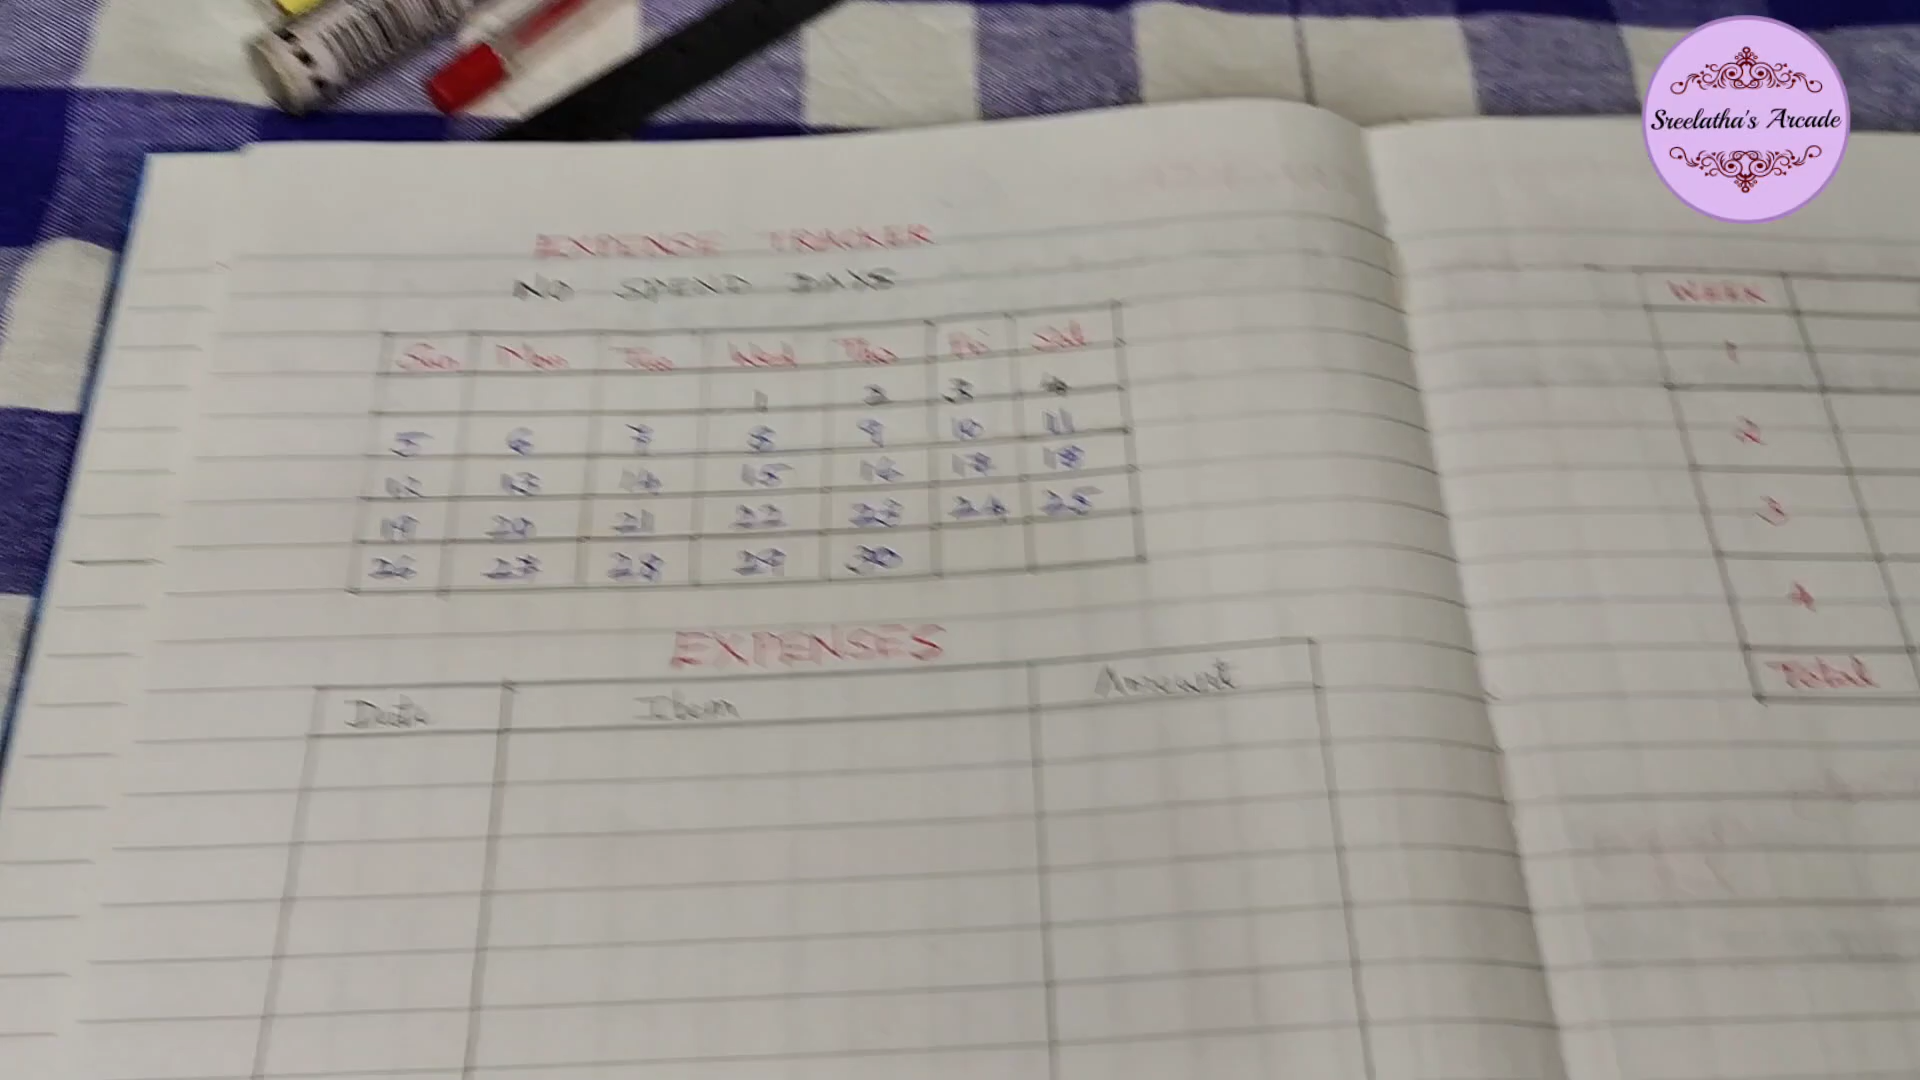 Sreelatha's Arcade
EXPENSE TRACKER
NO SPEND DAYS
Sun Mon Tue Wed Thu Fri Sat
1 2 3 4
5 6 7 8 9 10 11
12 13 14 15 16 17 18
19 20 21 22 23 24 25
26 27 28 29 30
EXPENSES
Date Item Amount
WEEK
1
2
3
4
Total